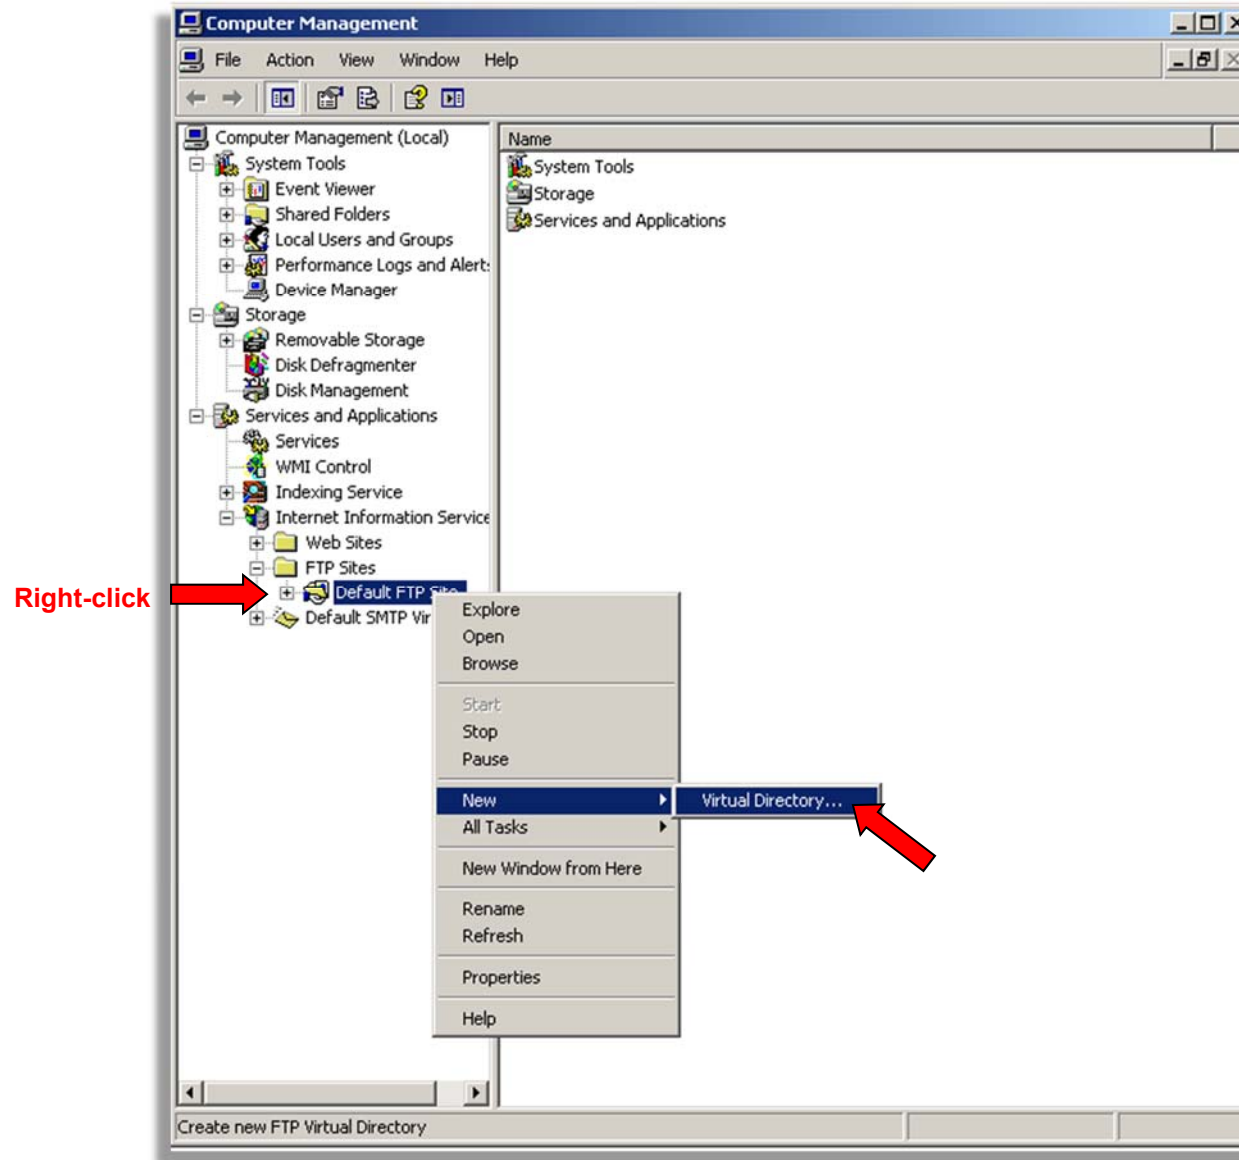 Computer Management
File Action View Window Help
Computer Management (Local)
System Tools
Event Viewer
Shared Folders
Local Users and Groups
Performance Logs and Alert
Device Manager
Storage
Removable Storage
Disk Defragmenter
Disk Management
Services and Applications
Services
WMI Control
Indexing Service
Internet Information Service
Web Sites
FTP Sites
Right-click
Default FTP Site
Default SMTP Vir
Name
System Tools
Storage
Services and Applications
Explore
Open
Browse
Start
Stop
Pause
New
Virtual Directory...
All Tasks
New Window from Here
Rename
Refresh
Properties
Help
Create new FTP Virtual Directory